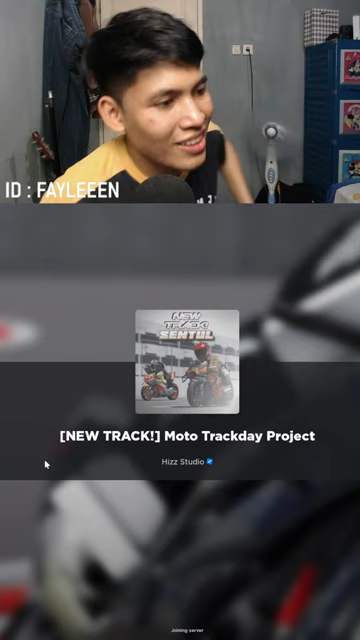 ID : FAYLEEEN
NEW
TRACK!
SENTUL
[NEW TRACK!] Moto Trackday Project
Hizz Studio
Joining server